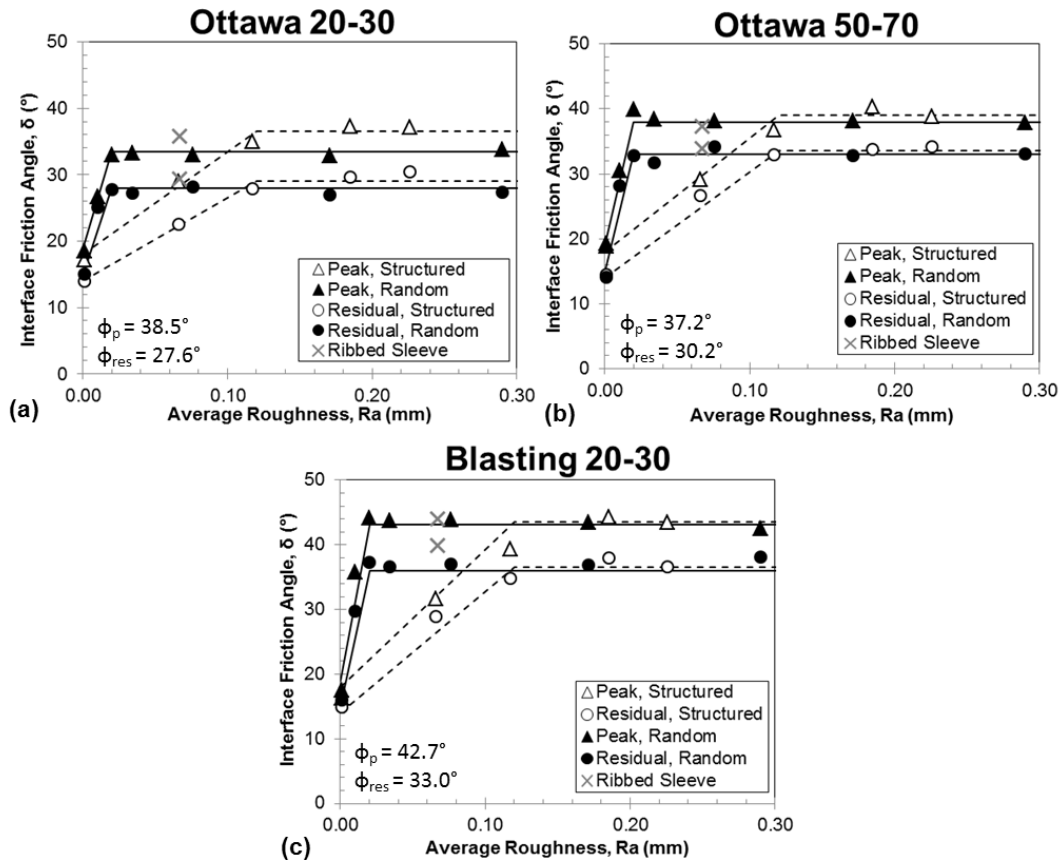 Ottawa 20-30
50
40
30
20
10
0
Interface Friction Angle, δ (°)
△ Peak, Structured
▲ Peak, Random
○ Residual, Structured
● Residual, Random
× Ribbed Sleeve
ϕp = 38.5°
ϕres = 27.6°
0.00 0.10 0.20 0.30
Average Roughness, Ra (mm)
(a)
Ottawa 50-70
50
40
30
20
10
0
Interface Friction Angle, δ (°)
△ Peak, Structured
▲ Peak, Random
○ Residual, Structured
● Residual, Random
× Ribbed Sleeve
ϕp = 37.2°
ϕres = 30.2°
0.00 0.10 0.20 0.30
Average Roughness, Ra (mm)
(b)
Blasting 20-30
50
40
30
20
10
0
Interface Friction Angle, δ (°)
△ Peak, Structured
○ Residual, Structured
▲ Peak, Random
● Residual, Random
× Ribbed Sleeve
ϕp = 42.7°
ϕres = 33.0°
0.00 0.10 0.20 0.30
Average Roughness, Ra (mm)
(c)